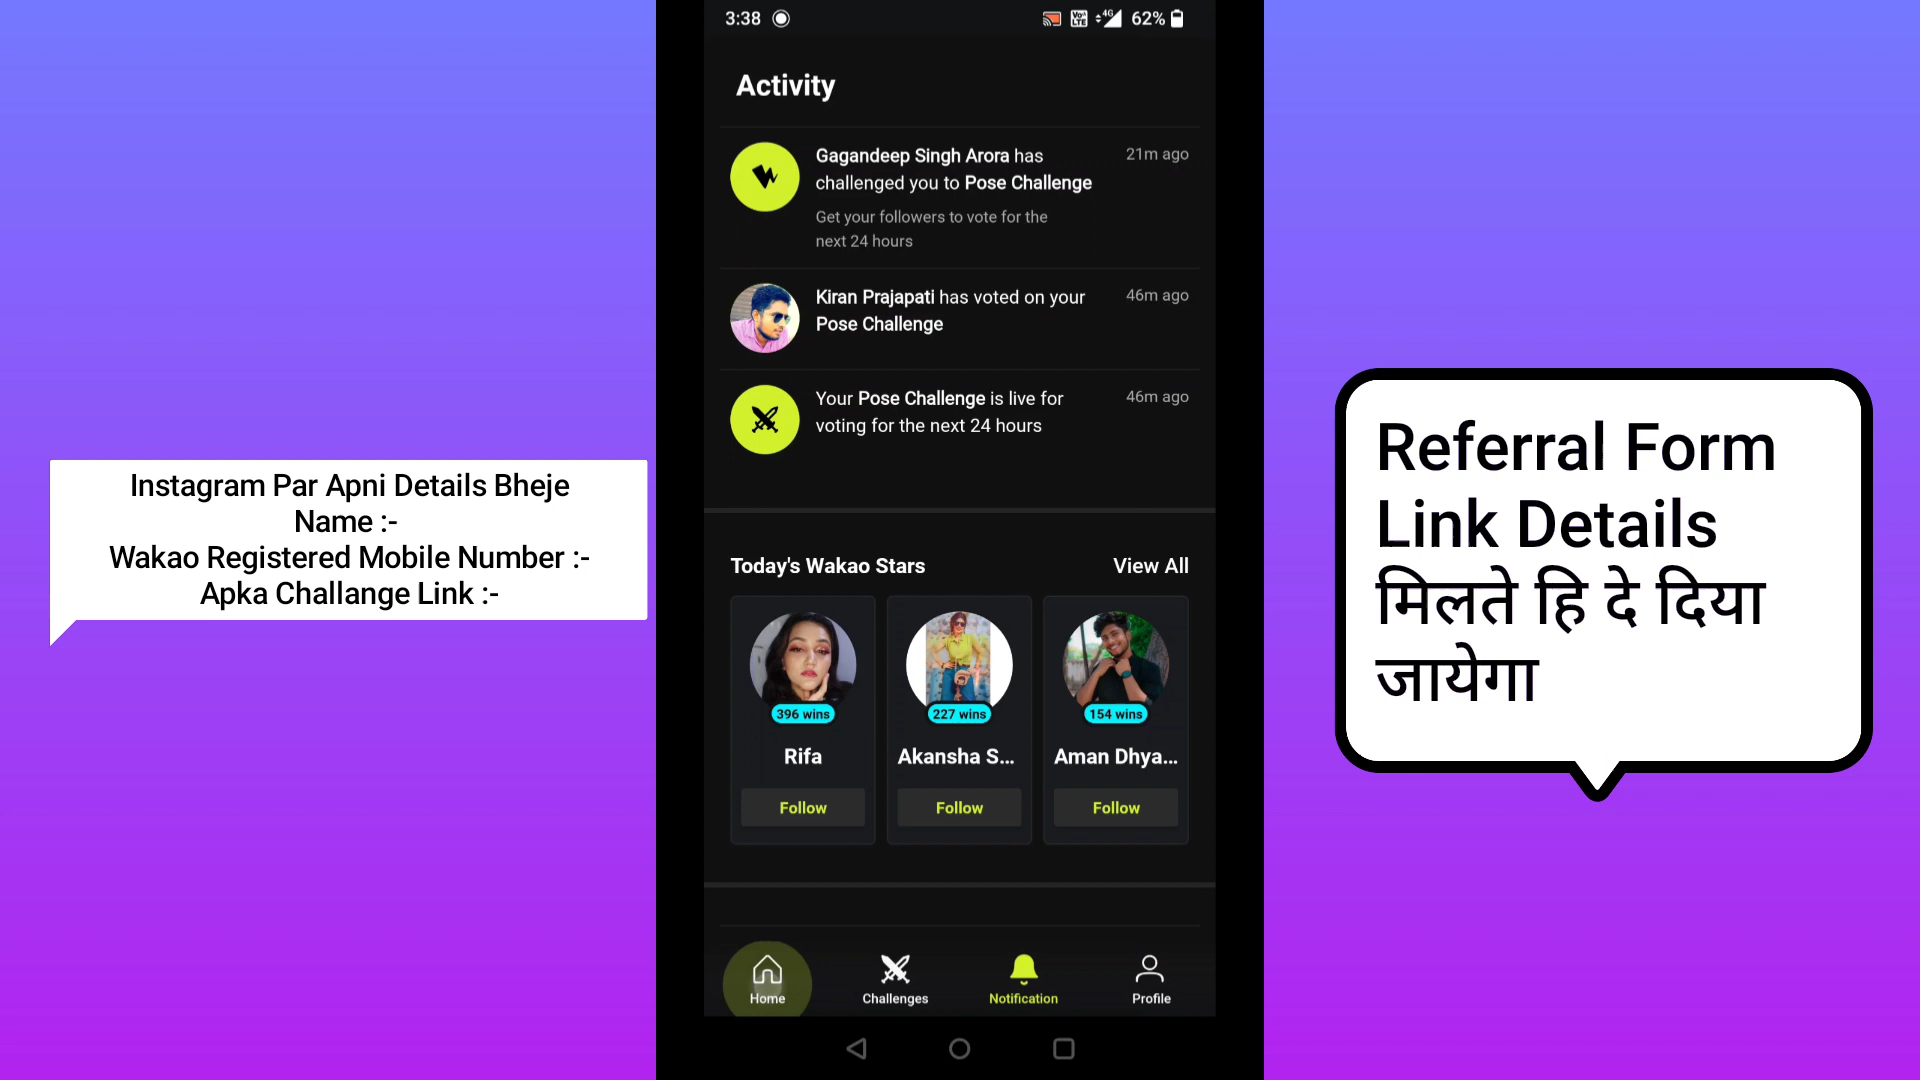 3:38
4G
62%
Activity
Gagandeep Singh Arora has
challenged you to Pose Challenge
21m ago
Get your followers to vote for the
next 24 hours
Kiran Prajapati has voted on your
Pose Challenge
46m ago
Your Pose Challenge is live for
voting for the next 24 hours
46m ago
Today's Wakao Stars
View All
396 wins
227 wins
154 wins
Rifa
Akansha S...
Aman Dhya...
Follow
Follow
Follow
Home
Challenges
Notification
Profile
Instagram Par Apni Details Bheje
Name :-
Wakao Registered Mobile Number :-
Apka Challange Link :-
Referral Form
Link Details
मिलते हि दे दिया
जायेगा